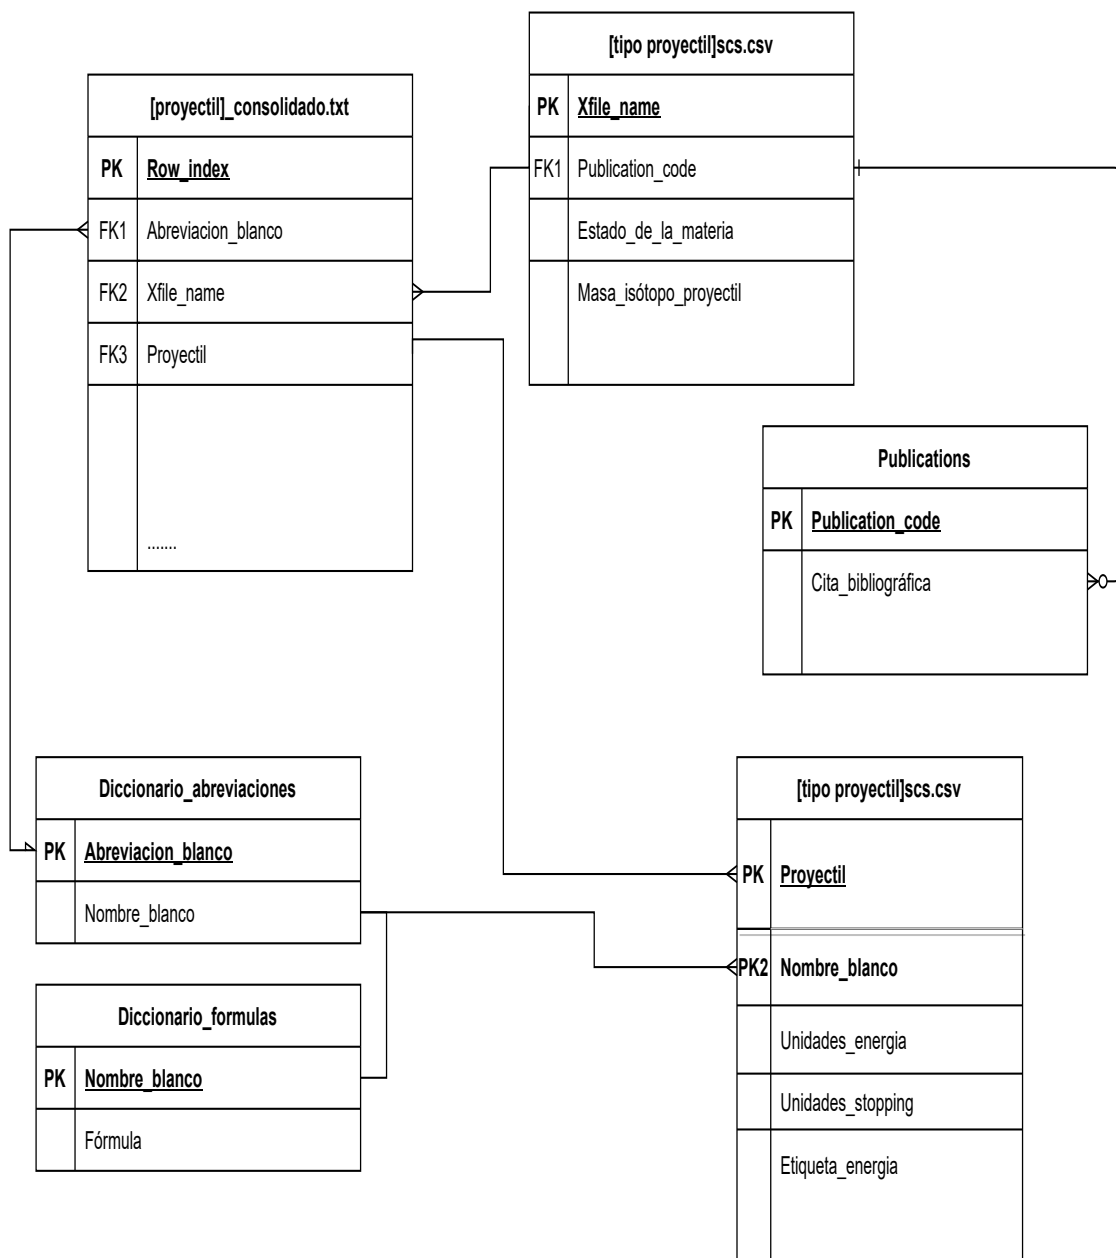 [tipo proyectil]scs.csv
PK Xfile_name
FK1 Publication_code
Estado_de_la_materia
Masa_isótopo_proyectil
[proyectil]_consolidado.txt
PK Row_index
FK1 Abreviacion_blanco
FK2 Xfile_name
FK3 Proyectil
.......
Publications
PK Publication_code
Cita_bibliográfica
Diccionario_abreviaciones
PK Abreviacion_blanco
Nombre_blanco
Diccionario_formulas
PK Nombre_blanco
Fórmula
[tipo proyectil]scs.csv
PK Proyectil
PK2 Nombre_blanco
Unidades_energia
Unidades_stopping
Etiqueta_energia